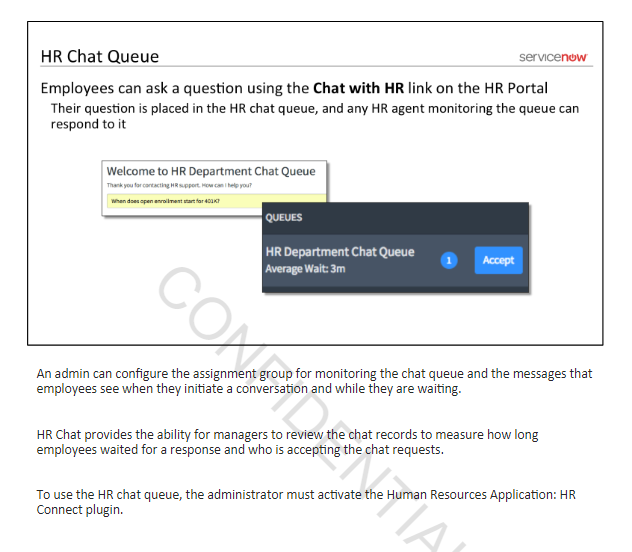 HR Chat Queue
servicenow
Employees can ask a question using the Chat with HR link on the HR Portal
Their question is placed in the HR chat queue, and any HR agent monitoring the queue can
respond to it
Welcome to HR Department Chat Queue
Thank you for contacting HR support. How can I help you?
When does open enrollment start for 401K?
QUEUES
HR Department Chat Queue
Average Wait: 3m
1
Accept
An admin can configure the assignment group for monitoring the chat queue and the messages that
employees see when they initiate a conversation and while they are waiting.
HR Chat provides the ability for managers to review the chat records to measure how long
employees waited for a response and who is accepting the chat requests.
To use the HR chat queue, the administrator must activate the Human Resources Application: HR
Connect plugin.
CONFIDENTIAL